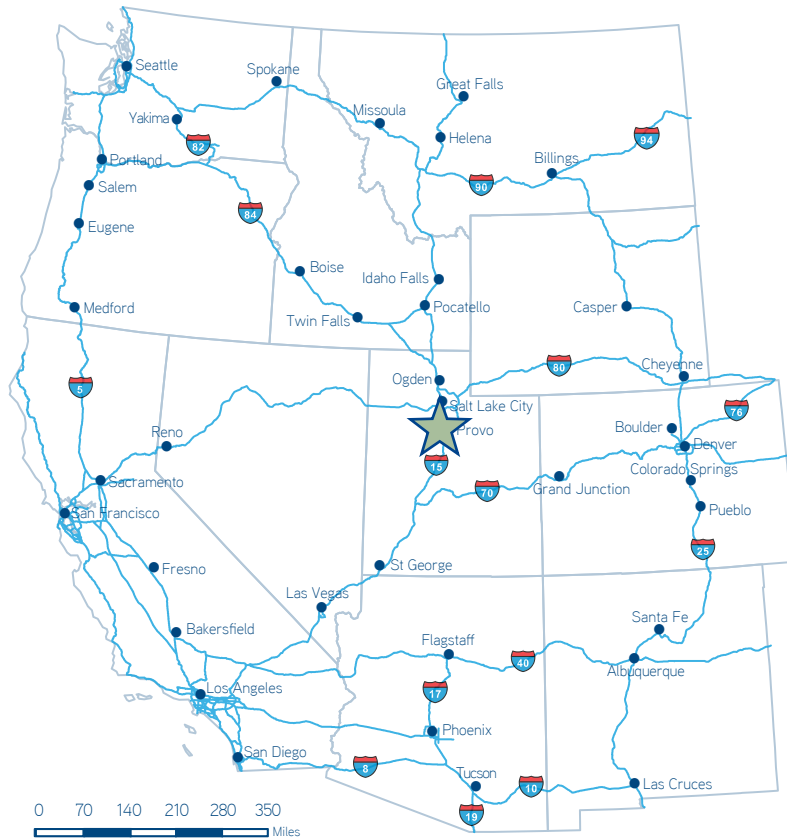 Seattle
Spokane
Great Falls
Missoula
Yakima
Helena
94
82
Portland
Billings
90
Salem
84
Eugene
Boise
Idaho Falls
Medford
Pocatello
Casper
Twin Falls
80
Cheyenne
5
Ogden
Salt Lake City
76
Reno
Provo
Boulder
Denver
15
Colorado Springs
Sacramento
70
Grand Junction
San Francisco
Pueblo
25
Fresno
St George
Las Vegas
Bakersfield
Santa Fe
Flagstaff
40
Albuquerque
Los Angeles
17
Phoenix
San Diego
8
Tucson
10
Las Cruces
19
0 70 140 210 280 350
Miles